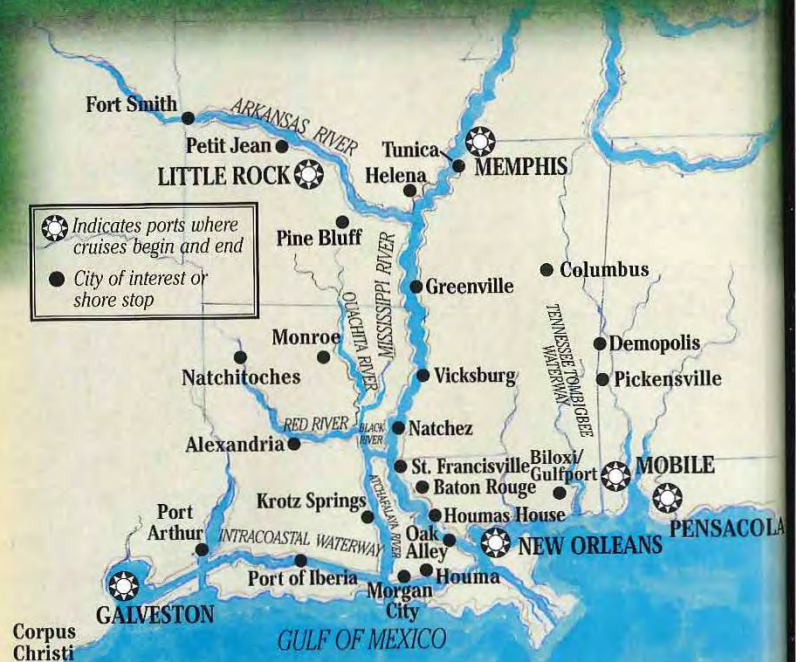 Fort Smith
ARKANSAS RIVER
Petit Jean
LITTLE ROCK
Tunica
MEMPHIS
Helena
Indicates ports where
cruises begin and end
City of interest or
shore stop
Pine Bluff
MISSISSIPPI RIVER
Columbus
Greenville
OUACHITA RIVER
TENNESSEE TOMBIGBEE
WATERWAY
Monroe
Demopolis
Natchitoches
Vicksburg
Pickensville
RED RIVER
BLACK
RIVER
Natchez
Alexandria
St. Francisville
Biloxi/
Gulfport
MOBILE
Baton Rouge
Krotz Springs
ATCHAFALAYA RIVER
Houmas House
PENSACOLA
Port
Arthur
INTRACOASTAL WATERWAY
Oak
Alley
NEW ORLEANS
Port of Iberia
Houma
Morgan
City
GALVESTON
Corpus
Christi
GULF OF MEXICO